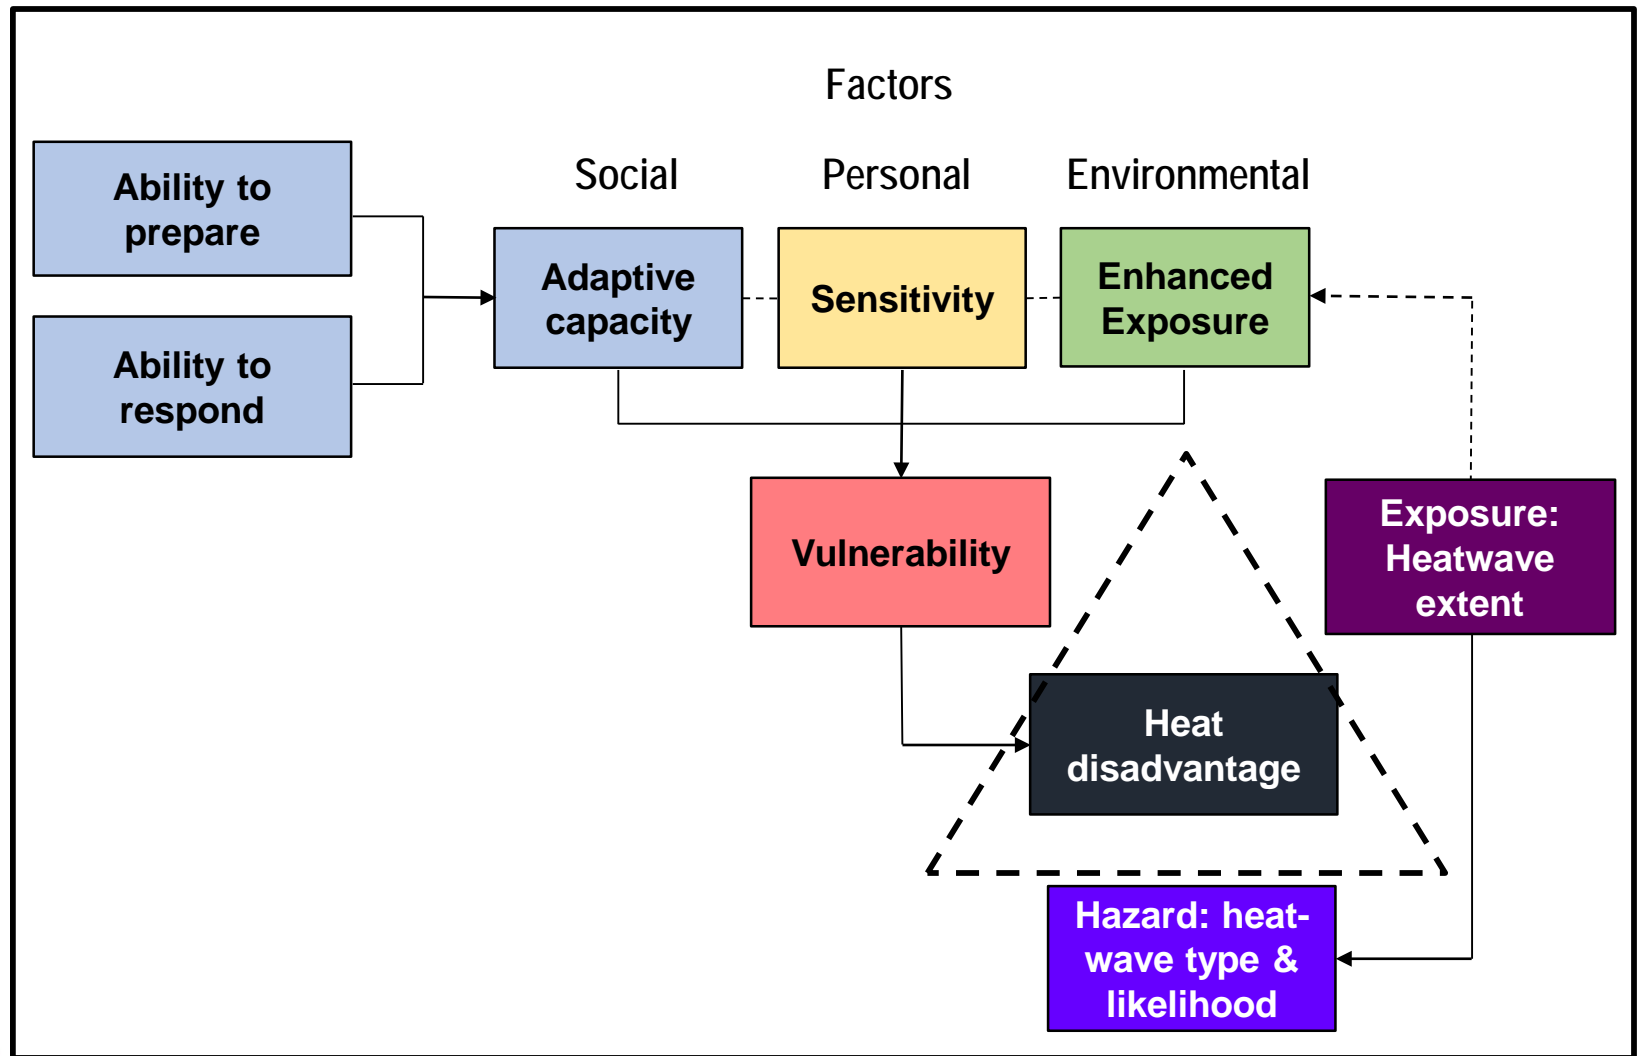 Factors
Social
Personal
Environmental
Ability to
prepare
Ability to
respond
Adaptive
capacity
Sensitivity
Enhanced
Exposure
Vulnerability
Exposure:
Heatwave
extent
Heat
disadvantage
Hazard: heat-
wave type &
likelihood